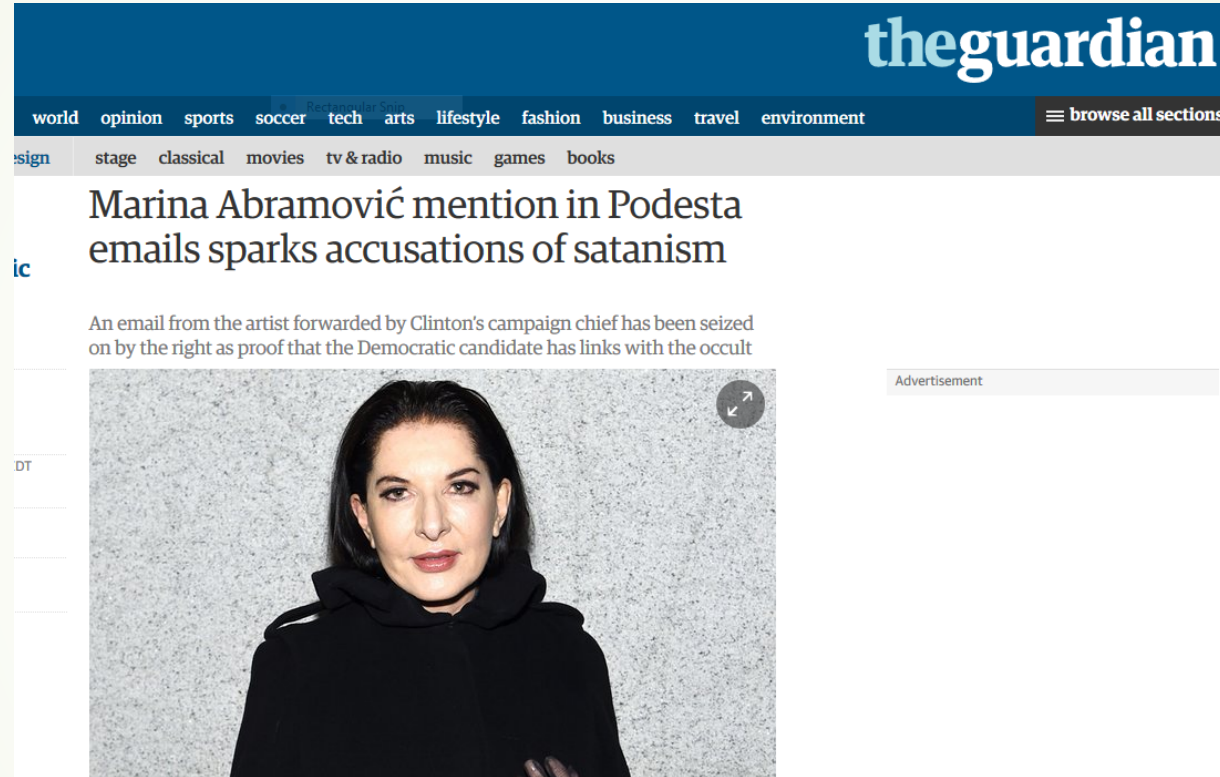 theguardian
Rectangular Snip
world opinion sports soccer tech arts lifestyle fashion business travel environment browse all sections
esign stage classical movies tv & radio music games books
Marina Abramović mention in Podesta
emails sparks accusations of satanism
ic
An email from the artist forwarded by Clinton's campaign chief has been seized
on by the right as proof that the Democratic candidate has links with the occult
Advertisement
DT